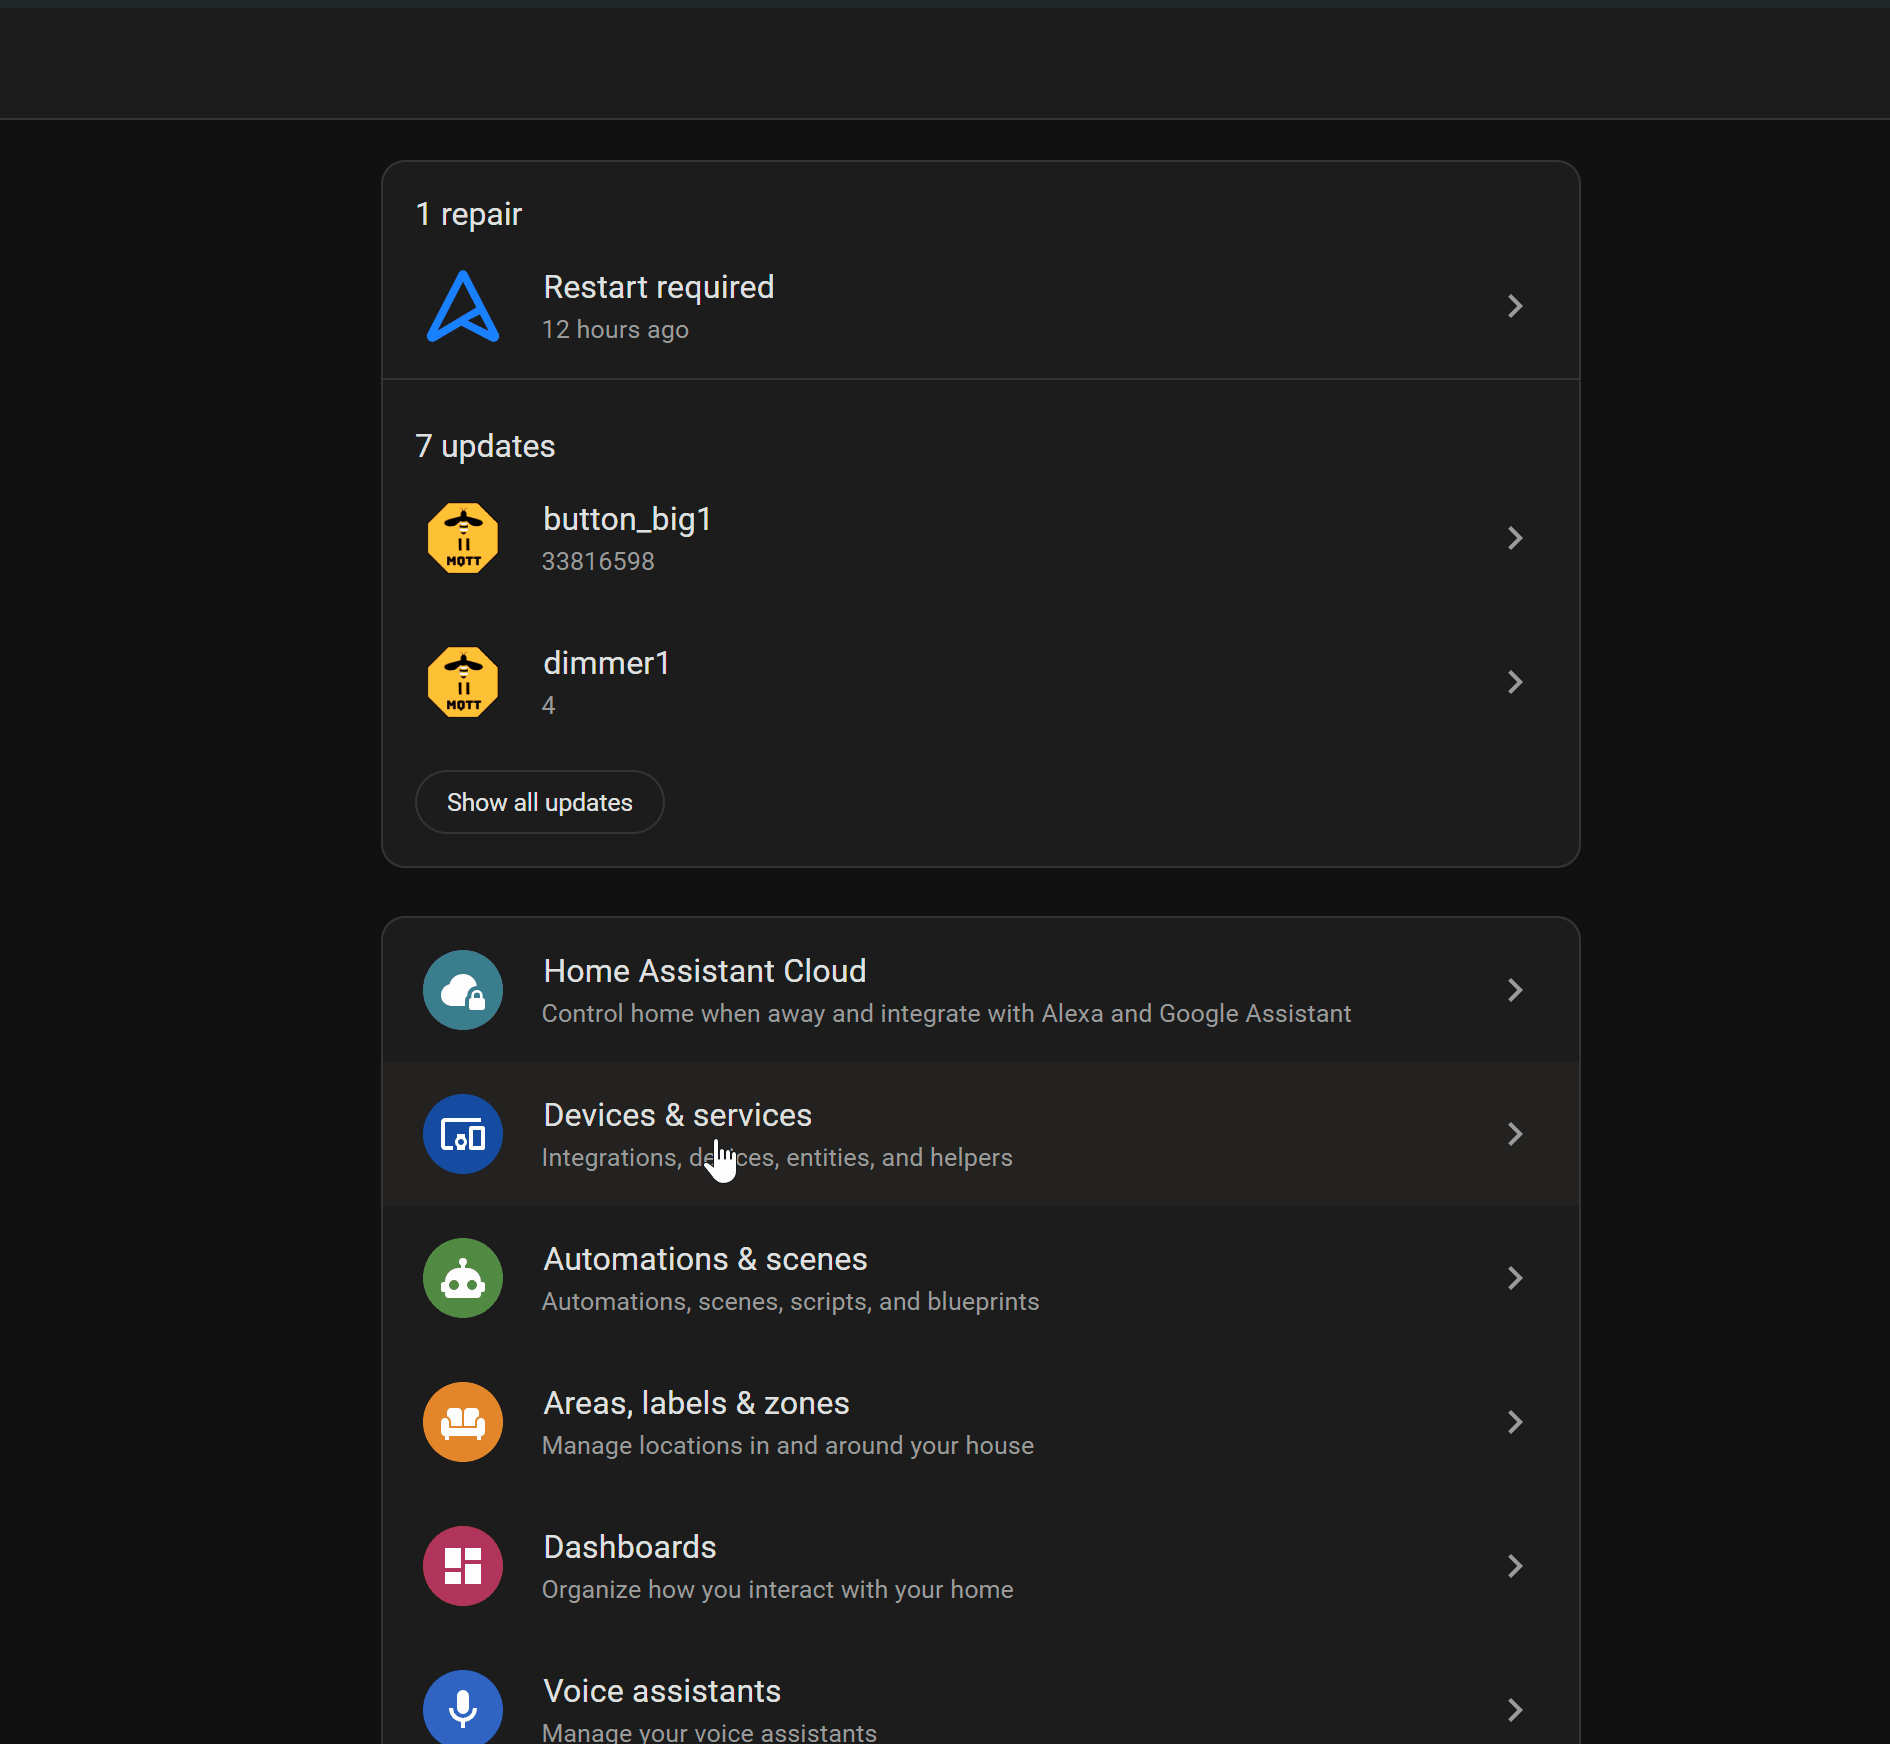 1 repair
Restart required
12 hours ago
7 updates
MQTT
button_big1
33816598
MQTT
dimmer1
4
Show all updates
Home Assistant Cloud
Control home when away and integrate with Alexa and Google Assistant
Devices & services
Integrations, de ces, entities, and helpers
Automations & scenes
Automations, scenes, scripts, and blueprints
Areas, labels & zones
Manage locations in and around your house
Dashboards
Organize how you interact with your home
Voice assistants
Manage your voice assistants